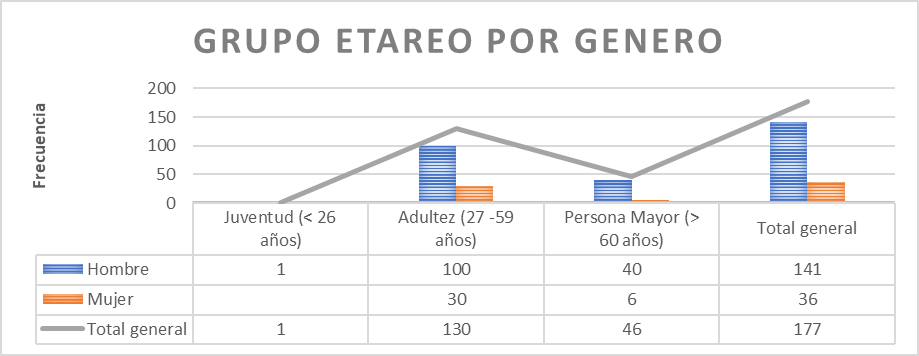 GRUPO ETAREO POR GENERO
Frecuencia
200
150
100
50
0
Juventud (< 26 años) Adultez (27 -59 años) Persona Mayor (> 60 años) Total general
Hombre 1 100 40 141
Mujer 30 6 36
Total general 1 130 46 177